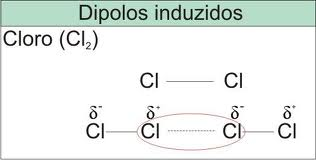 Dipolos induzidos
Cloro (Cl₂)
Cl Cl
δ⁻ δ⁺ δ⁻ δ⁺
Cl Cl Cl Cl